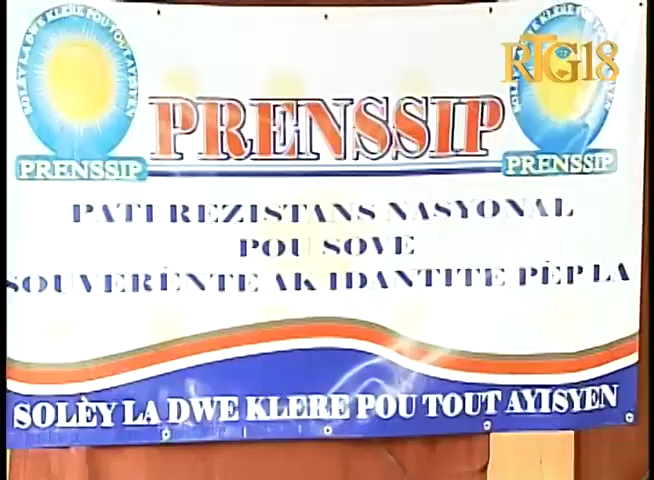 SOLÈY LA DWE KLERE POU TOUT AYISYEN
PRENSSIP
RTG18
PRENSSIP
PRENSSIP
PATI REZISTANS NASYONAL
POU SOVE
SOUVERÈNTE AK IDANTITE PÈP LA
SOLÈY LA DWE KLERE POU TOUT AYISYEN